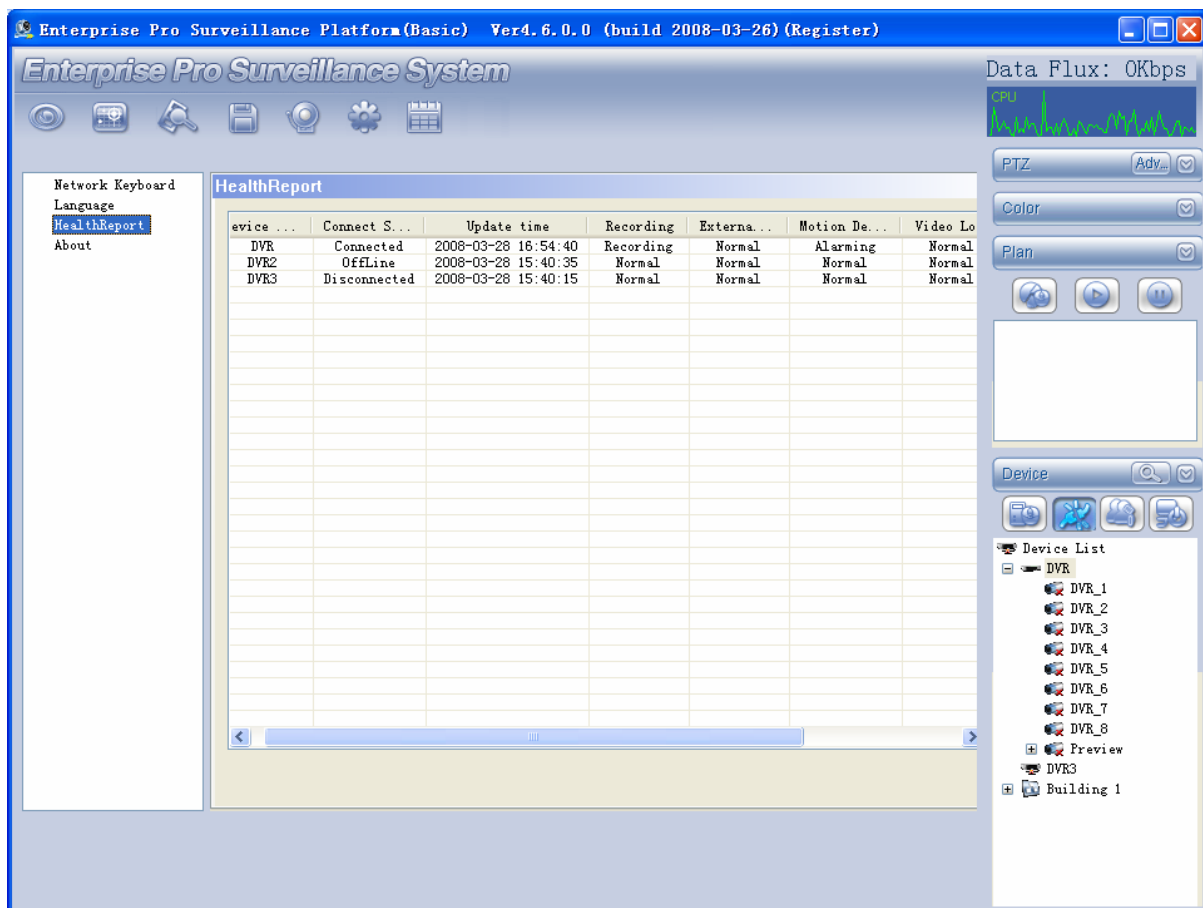 Enterprise Pro Surveillance Platform(Basic) Ver4.6.0.0 (build 2008-03-26)(Register)
Enterprise Pro Surveillance System
Data Flux: 0Kbps
CPU
PTZ Adv...
Color
Plan
Network Keyboard
Language
HealthReport
About
HealthReport
evice ... Connect S... Update time Recording Externa... Motion De... Video Lo
DVR Connected 2008-03-28 16:54:40 Recording Normal Alarming Normal
DVR2 OffLine 2008-03-28 15:40:35 Normal Normal Normal Normal
DVR3 Disconnected 2008-03-28 15:40:15 Normal Normal Normal Normal
Device
Device List
DVR
DVR_1
DVR_2
DVR_3
DVR_4
DVR_5
DVR_6
DVR_7
DVR_8
Preview
DVR3
Building 1